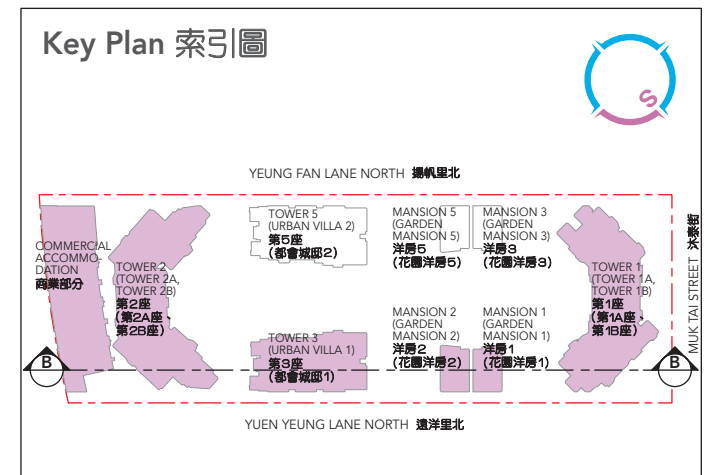 Key Plan 索引圖
S
YEUNG FAN LANE NORTH 揚帆里北
COMMERCIAL
ACCOMMO-
DATION
商業部分
TOWER 2
(TOWER 2A,
TOWER 2B)
第2座
(第2A座、
第2B座)
TOWER 5
(URBAN VILLA 2)
第5座
(都會城邸2)
MANSION 5
(GARDEN
MANSION 5)
洋房5
(花園洋房5)
MANSION 3
(GARDEN
MANSION 3)
洋房3
(花園洋房3)
TOWER 1
(TOWER 1A,
TOWER 1B)
第1座
(第1A座、
第1B座)
TOWER 3
(URBAN VILLA 1)
第3座
(都會城邸1)
MANSION 2
(GARDEN
MANSION 2)
洋房2
(花園洋房2)
MANSION 1
(GARDEN
MANSION 1)
洋房1
(花園洋房1)
MUK TAI STREET 沐泰街
B
B
YUEN YEUNG LANE NORTH 遠洋里北